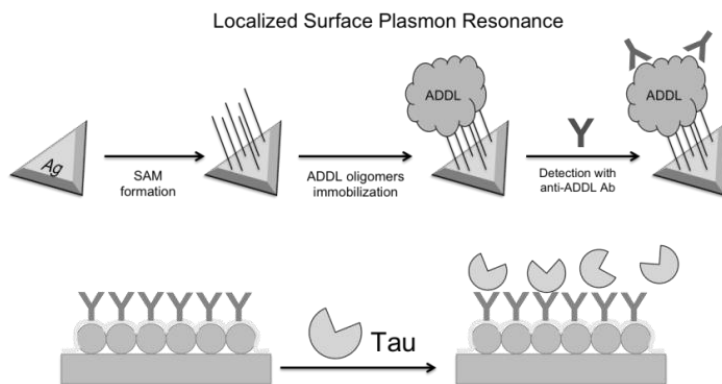 Localized Surface Plasmon Resonance
ADDL
ADDL
Ag
SAM
formation
ADDL oligomers
immobilization
Detection with
anti-ADDL Ab
Tau